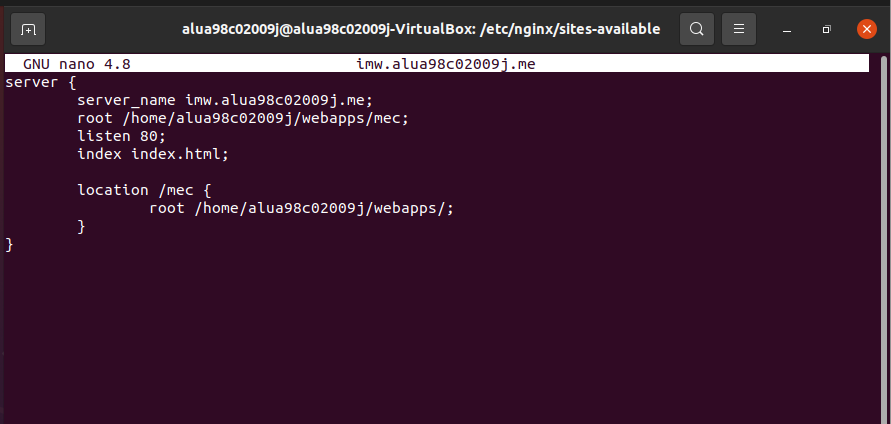 alua98c02009j@alua98c02009j-VirtualBox: /etc/nginx/sites-available
GNU nano 4.8 imw.alua98c02009j.me
server {
        server_name imw.alua98c02009j.me;
        root /home/alua98c02009j/webapps/mec;
        listen 80;
        index index.html;

        location /mec {
                root /home/alua98c02009j/webapps/;
        }
}